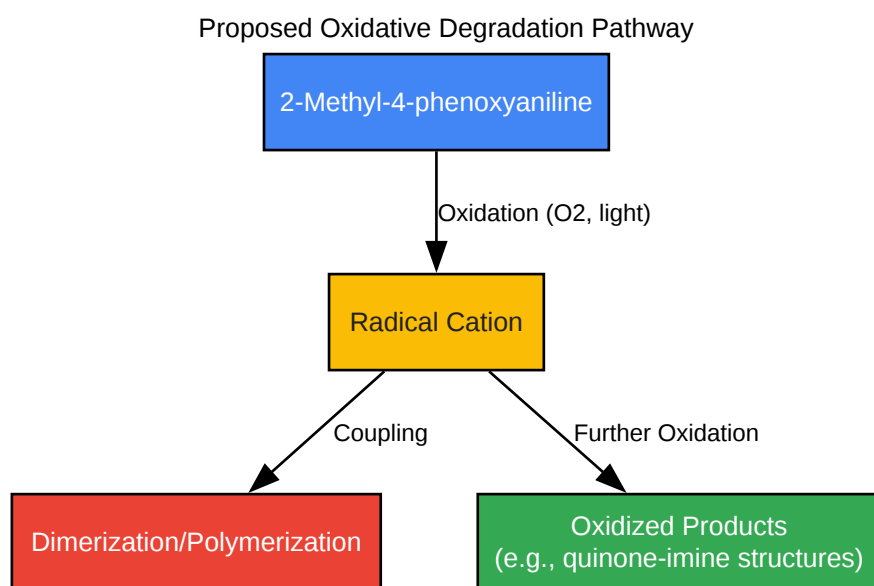 Proposed Oxidative Degradation Pathway
2-Methyl-4-phenoxyaniline
Oxidation (O2, light)
Radical Cation
Coupling
Further Oxidation
Dimerization/Polymerization
Oxidized Products
(e.g., quinone-imine structures)